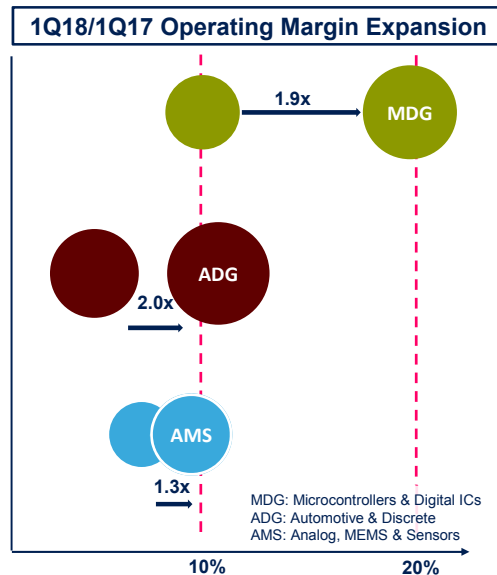 1Q18/1Q17 Operating Margin Expansion
1.9x
MDG
ADG
2.0x
AMS
1.3x
MDG: Microcontrollers & Digital ICs
ADG: Automotive & Discrete
AMS: Analog, MEMS & Sensors
10%
20%